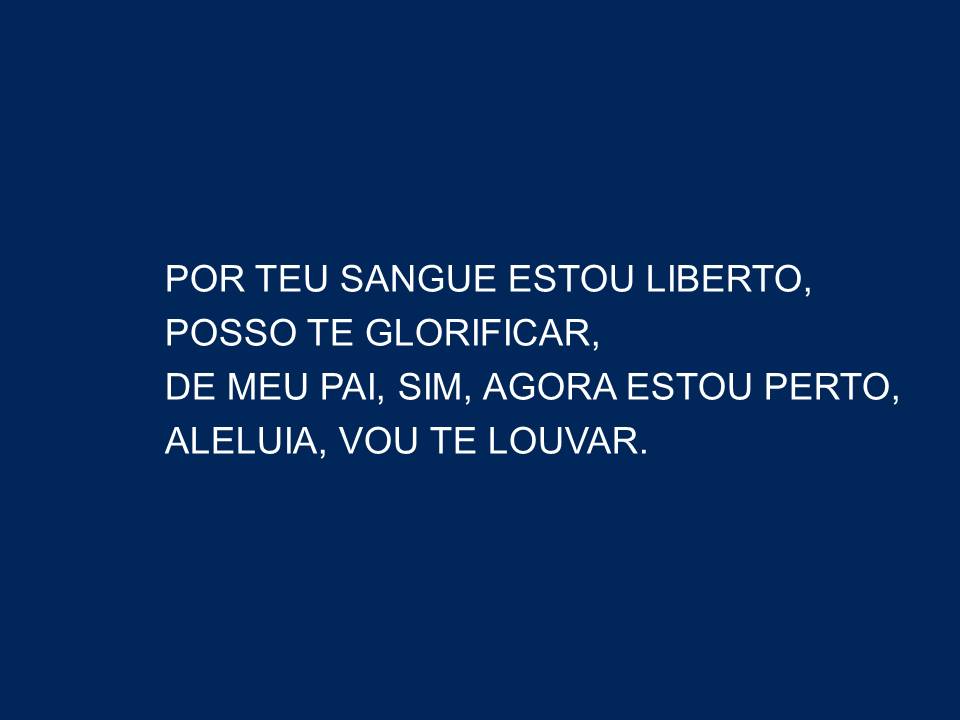 POR TEU SANGUE ESTOU LIBERTO,
POSSO TE GLORIFICAR,
DE MEU PAI, SIM, AGORA ESTOU PERTO,
ALELUIA, VOU TE LOUVAR.